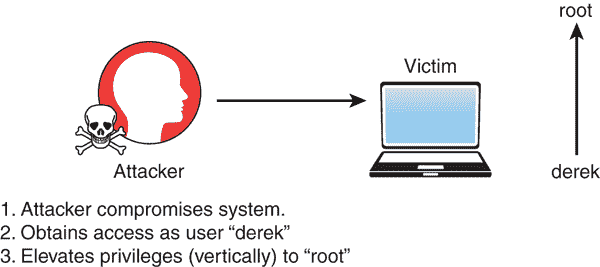 root
Victim
Attacker
derek
1. Attacker compromises system.
2. Obtains access as user “derek”
3. Elevates privileges (vertically) to “root”